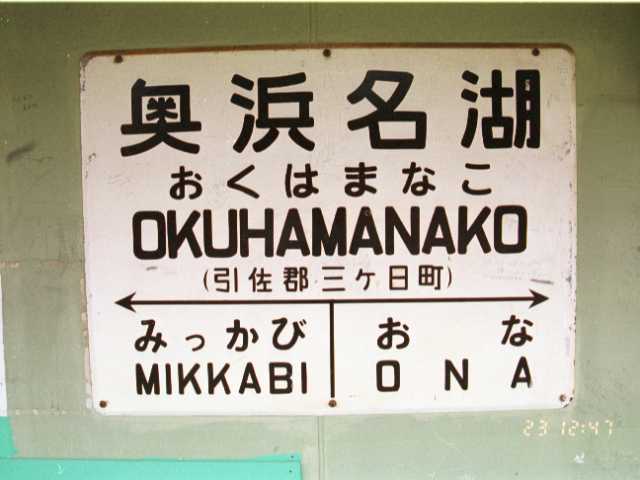 奥浜名湖
おくはまなこ
OKUHAMANAKO
(引佐郡三ヶ日町)
みっかび おな
MIKKABI ONA
23 12:47